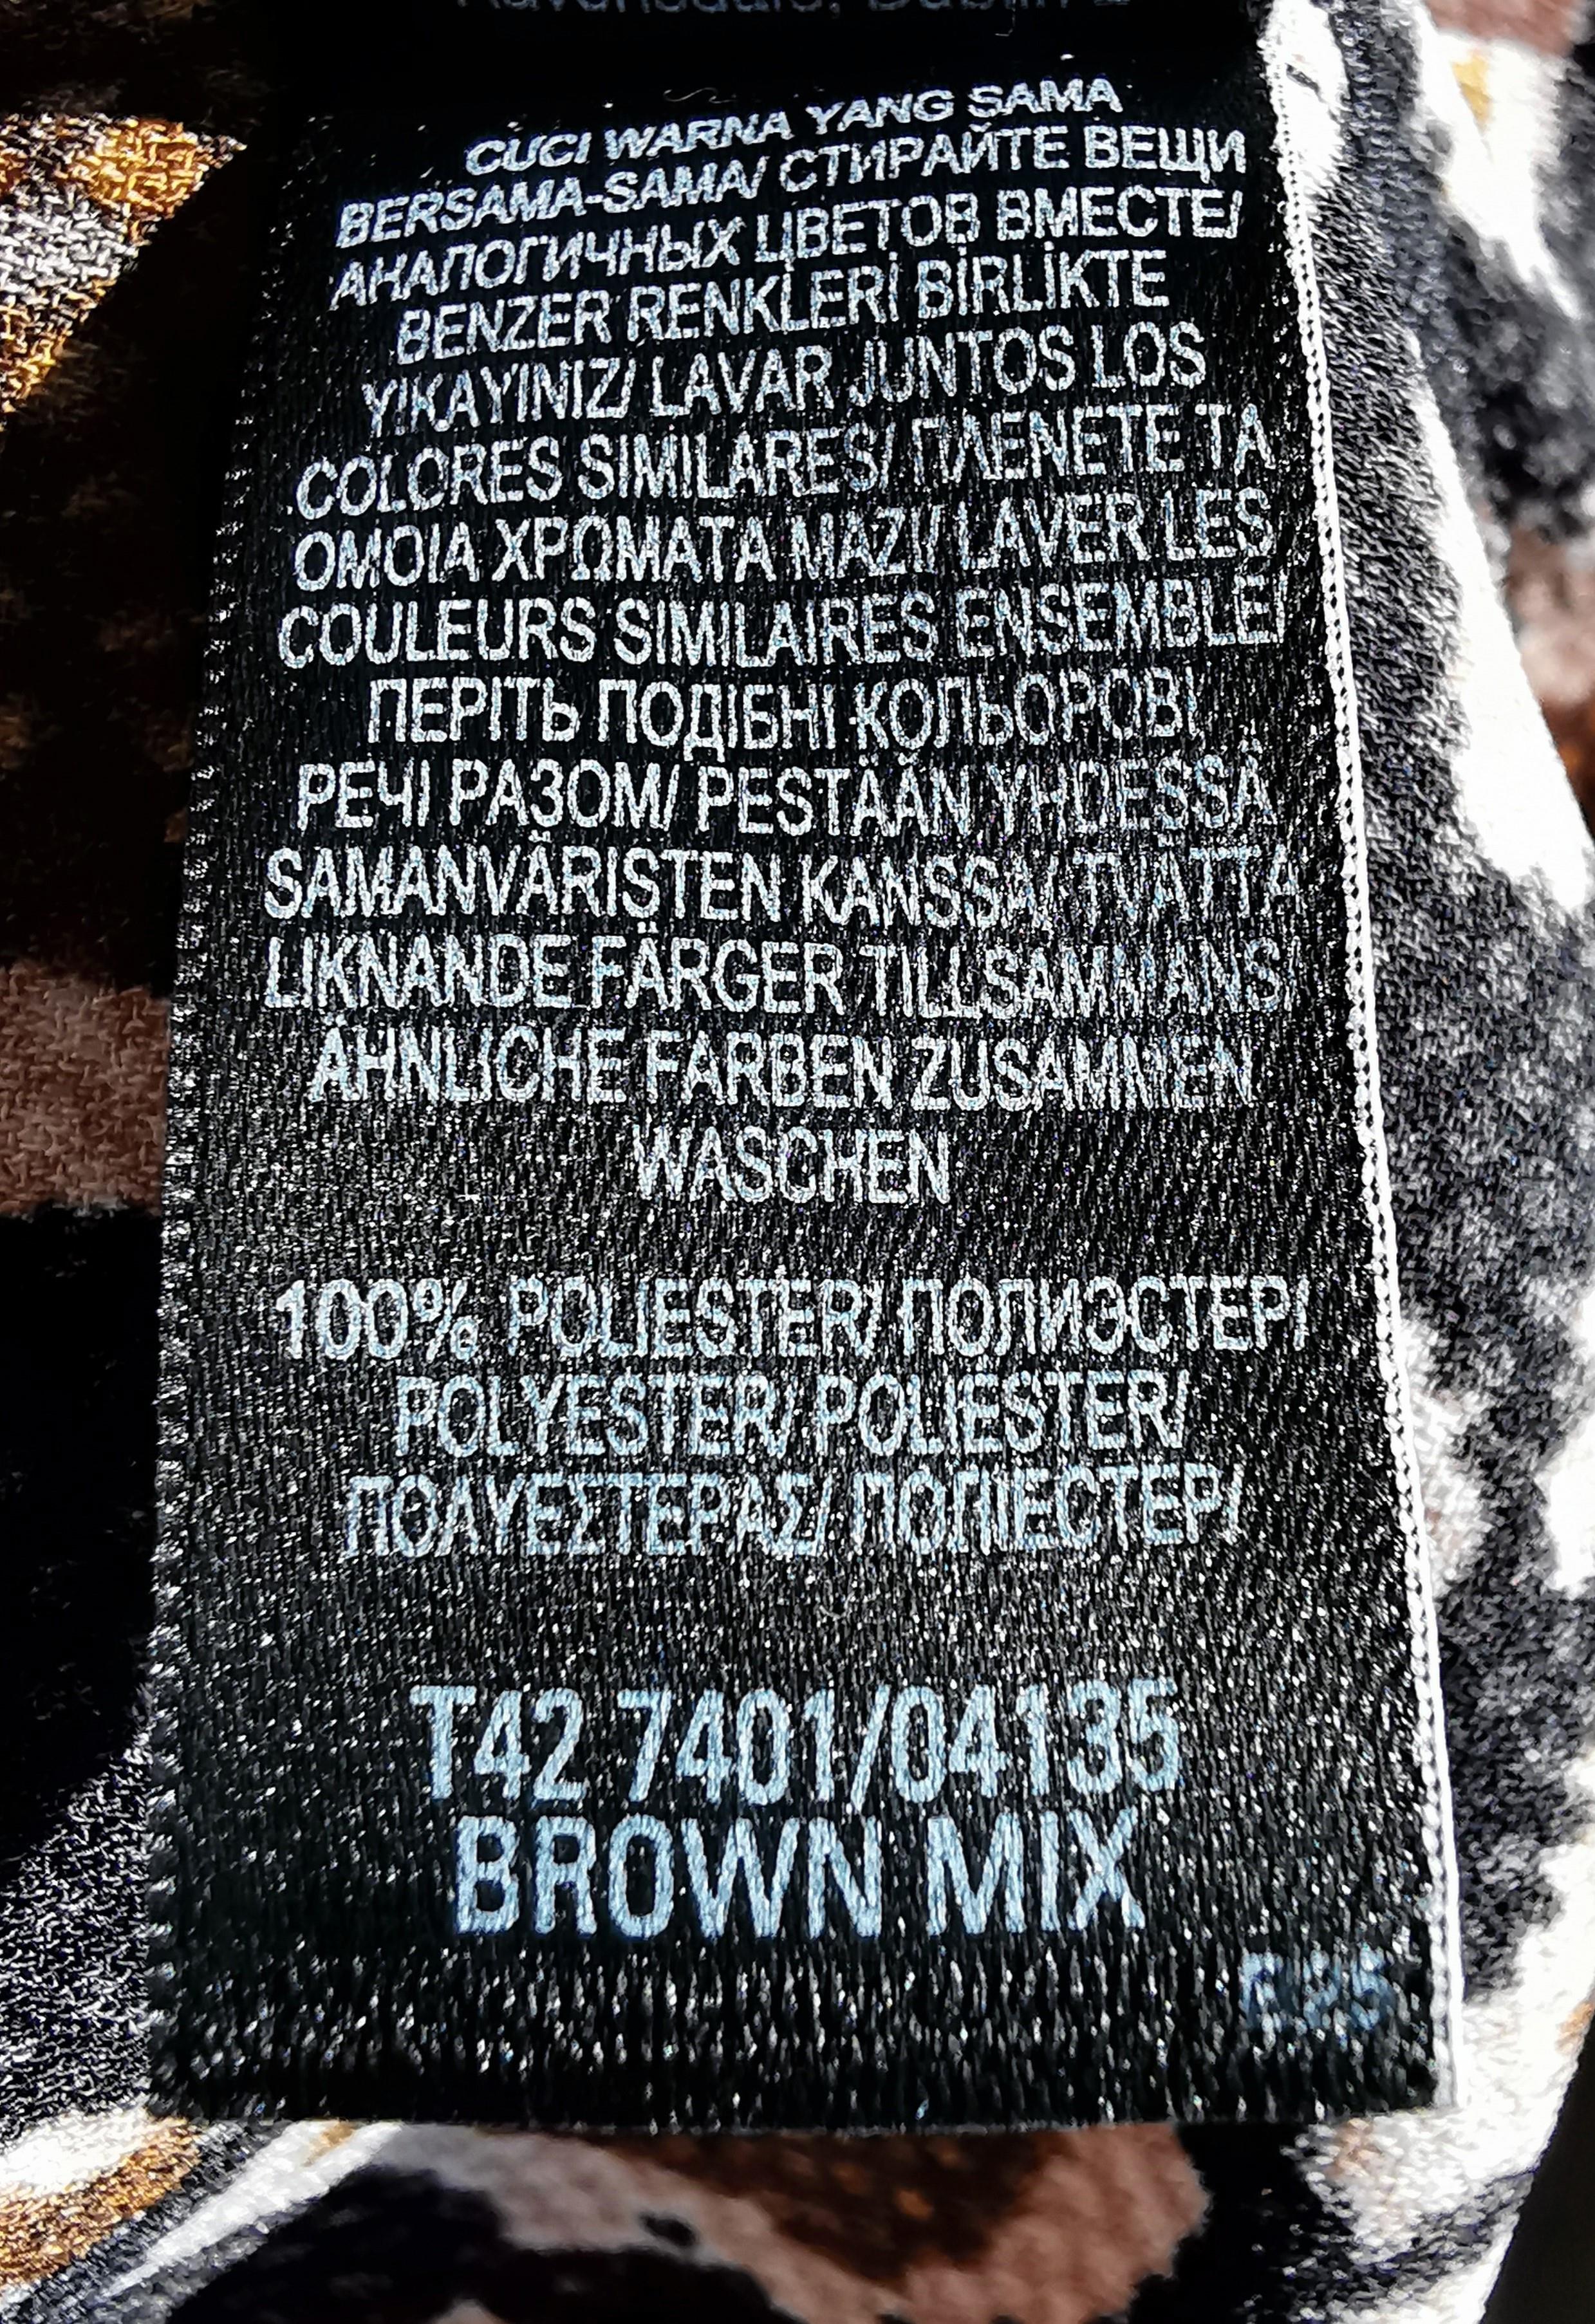 CUCI WARNA YANG SAMA
BERSAMA-SAMA/ СТИРАЙТЕ ВЕЩИ
АНАЛОГИЧНЫХ ЦВЕТОВ ВМЕСТЕ/
BENZER RENKLERİ BİRLİKTE
YIKAYINIZ/ LAVAR JUNTOS LOS
COLORES SIMILARES/ ΠΛΕΝΕΤΕ ΤΑ
ΟΜΟΙΑ ΧΡΩΜΑΤΑ ΜΑΖΙ/ LAVER LES
COULEURS SIMILAIRES ENSEMBLE/
ПЕРІТЬ ПОДІБНІ КОЛЬОРОВІ
РЕЧІ РАЗОМ/ PESTÄÄN YHDESSÄ
SAMANVÄRISTEN KANSSA/ TVÄTTA
LIKNANDE FÄRGER TILLSAMMANS/
ÄHNLICHE FARBEN ZUSAMMEN
WASCHEN
100% POLIESTER/ ПОЛИЭСТЕР/
POLYESTER/ POLIESTER/
ΠΟΛΥΕΣΤΕΡΑΣ/ ПОЛІЕСТЕР/
T42 7401/04135
BROWN MIX